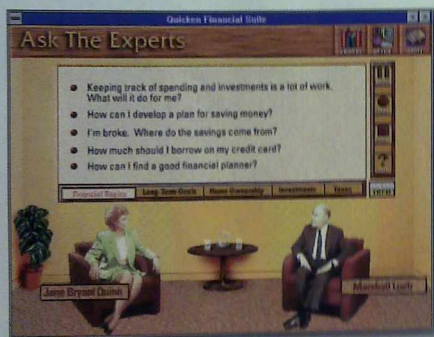 Quicken Financial Suite
Ask The Experts
Keeping track of spending and investments is a lot of work.
What will it do for me?
How can I develop a plan for saving money?
I'm broke. Where do the savings come from?
How much should I borrow on my credit card?
How can I find a good financial planner?
?
Financial Basics Long-Term Goals Home Ownership Investments Taxes
Jane Bryant Quinn
Marshall Loeb